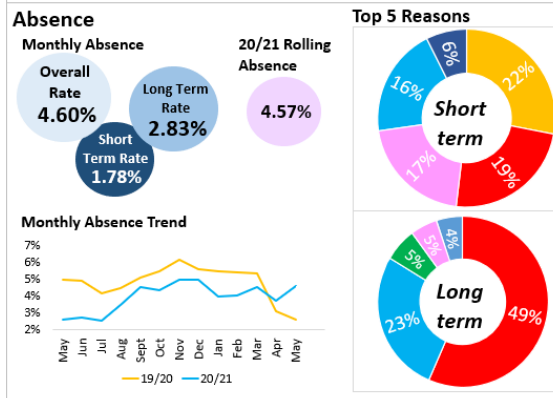 Absence
Monthly Absence
Overall
Rate
4.60%
Long Term
Rate
2.83%
Short
Term Rate
1.78%
20/21 Rolling
Absence
4.57%
Top 5 Reasons
22%
19%
17%
16%
6%
Short
term
49%
23%
5%
5%
4%
Long
term
Monthly Absence Trend
7%
6%
5%
4%
3%
2%
May
Jun
Jul
Aug
Sept
Oct
Nov
Dec
Jan
Feb
Mar
Apr
May
19/20
20/21